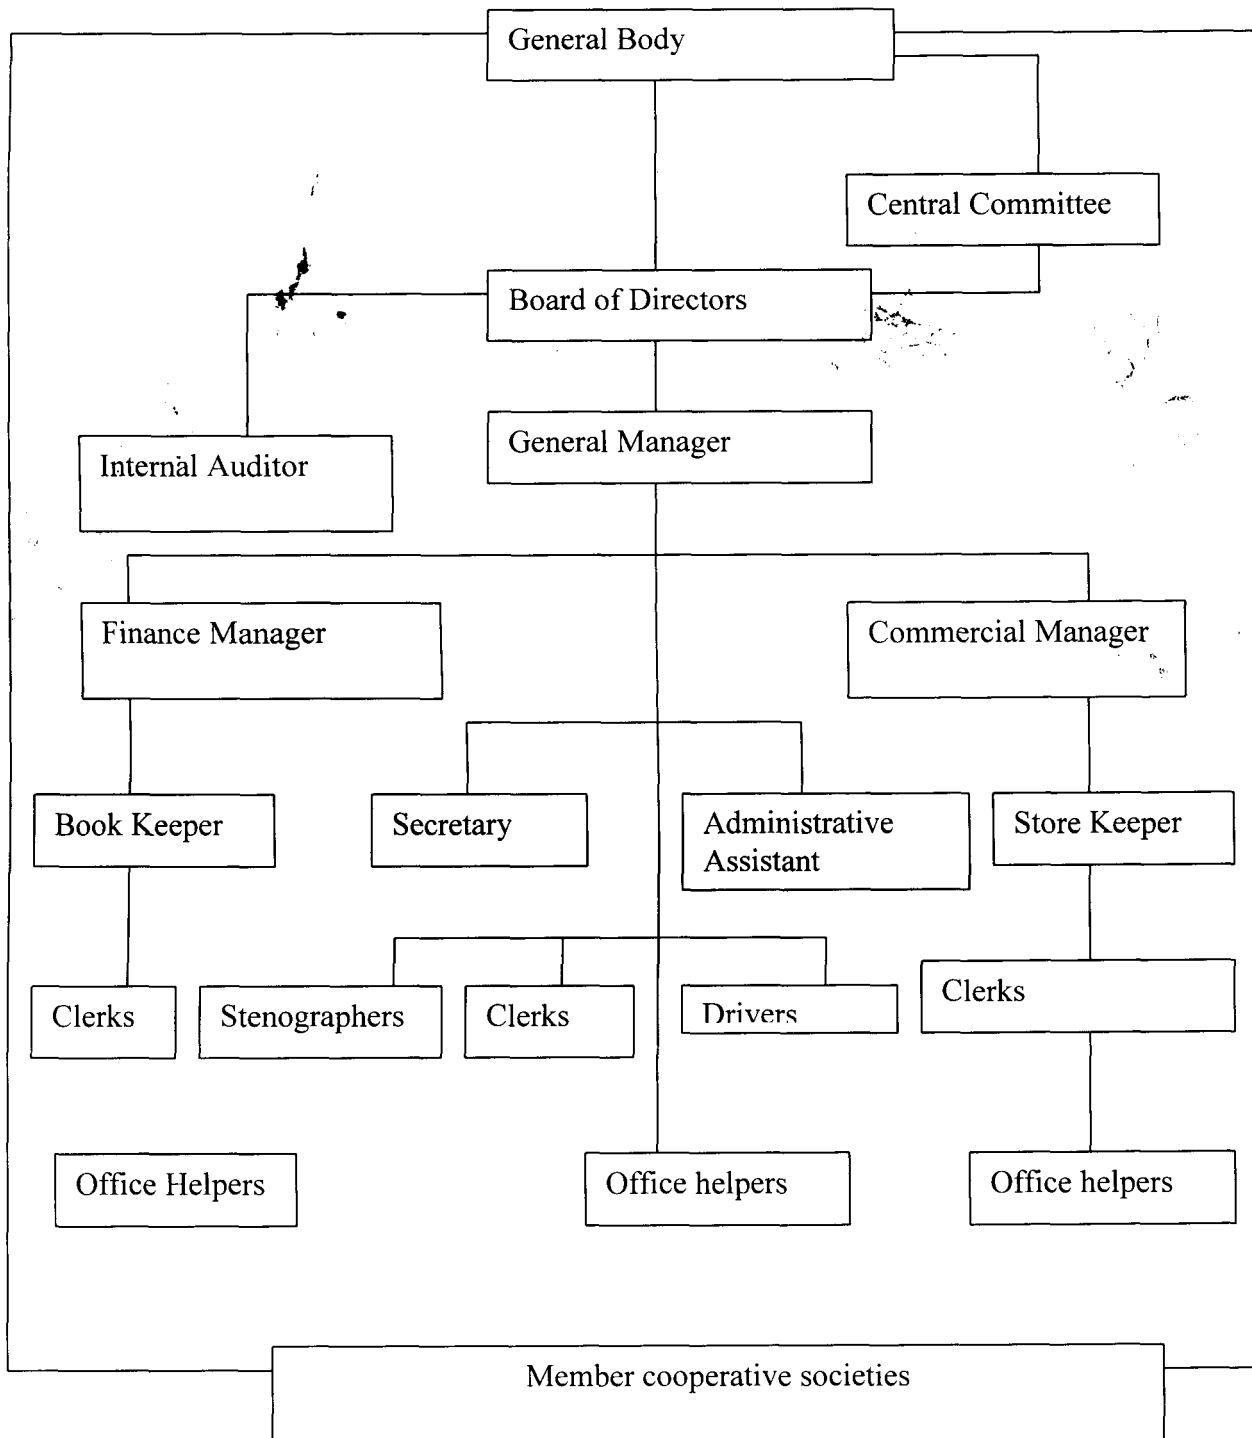 General Body
Central Committee
Board of Directors
General Manager
Internal Auditor
Finance Manager
Commercial Manager
Book Keeper
Secretary
Administrative
Assistant
Store Keeper
Clerks
Stenographers
Clerks
Drivers
Clerks
Office Helpers
Office helpers
Office helpers
Member cooperative societies